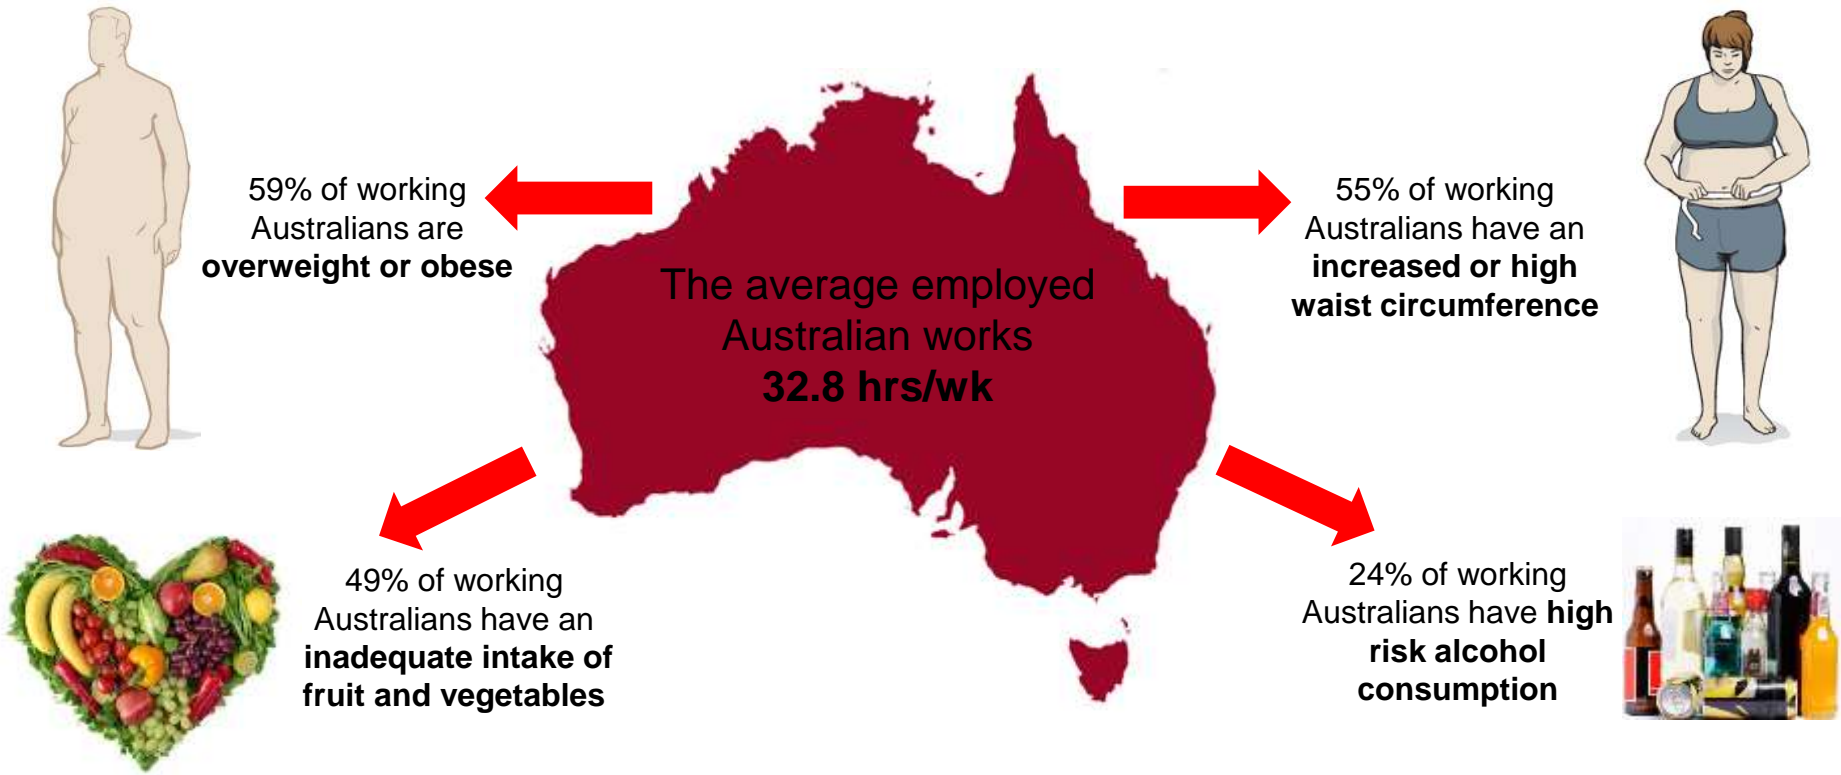 59% of working
Australians are
overweight or obese
The average employed
Australian works
32.8 hrs/wk
55% of working
Australians have an
increased or high
waist circumference
49% of working
Australians have an
inadequate intake of
fruit and vegetables
24% of working
Australians have high
risk alcohol
consumption